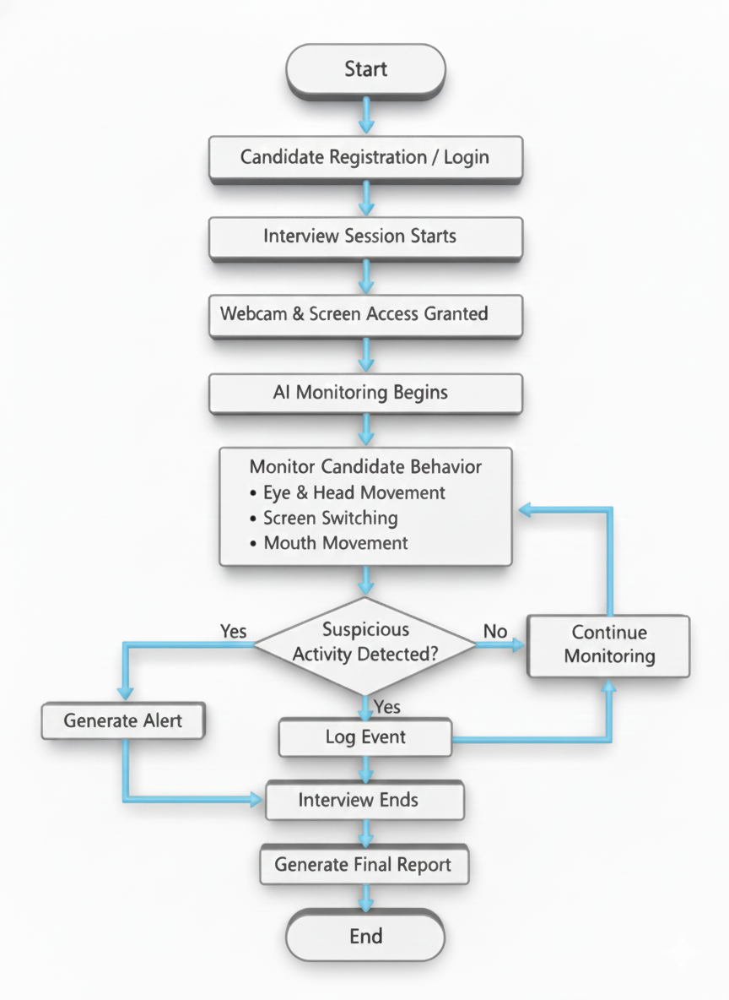 Start
Candidate Registration / Login
Interview Session Starts
Webcam & Screen Access Granted
AI Monitoring Begins
Monitor Candidate Behavior
• Eye & Head Movement
• Screen Switching
• Mouth Movement
Suspicious
Activity Detected?
Yes
No
Continue
Monitoring
Yes
Generate Alert
Log Event
Interview Ends
Generate Final Report
End